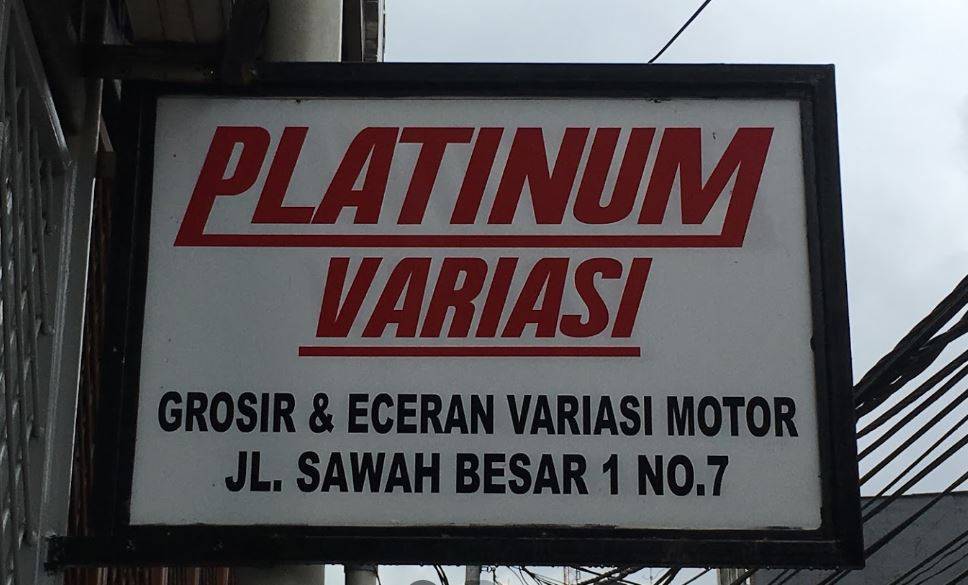 PLATINUM
VARIASI
GROSIR & ECERAN VARIASI MOTOR
JL. SAWAH BESAR 1 NO.7